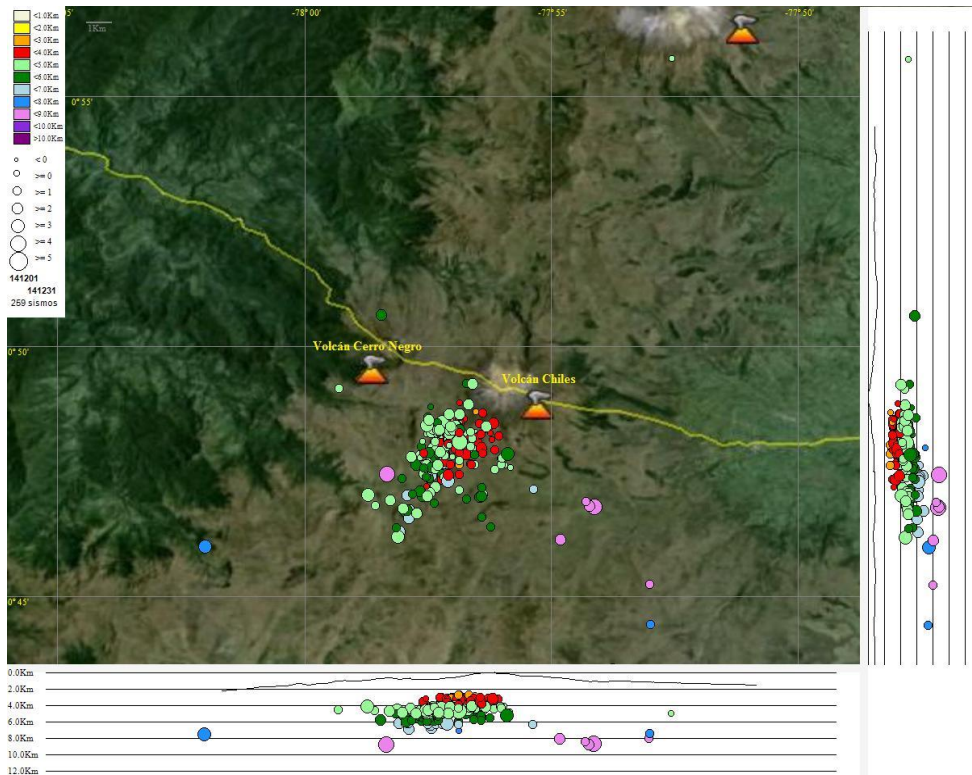 -78°00'
-77°55'
-77°50'
<1.0Km
<2.0Km
<3.0Km
<4.0Km
<5.0Km
<6.0Km
<7.0Km
<8.0Km
<9.0Km
<10.0Km
>10.0Km
1Km
0°55'
< 0
>= 0
>= 1
>= 2
>= 3
>= 4
>= 5
141201
141231
259 sismos
0°50'
Volcán Cerro Negro
Volcán Chiles
0°45'
0.0Km
2.0Km
4.0Km
6.0Km
8.0Km
10.0Km
12.0Km